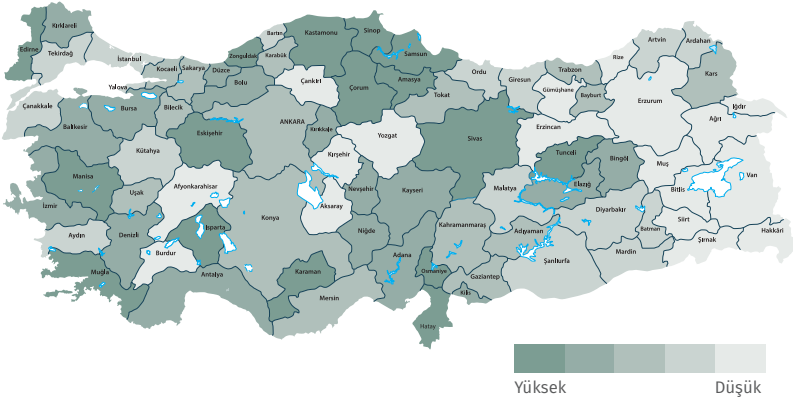 Kırklareli
Edirne
Tekirdağ
İstanbul
Kocaeli
Sakarya
Düzce
Zonguldak
Bartın
Karabük
Kastamonu
Sinop
Samsun
Ordu
Giresun
Trabzon
Rize
Artvin
Ardahan
Kars
Iğdır
Ağrı
Erzurum
Bayburt
Gümüşhane
Tokat
Amasya
Çorum
Çankırı
Bolu
Yalova
Bursa
Bilecik
Çanakkale
Balıkesir
Kütahya
Eskişehir
ANKARA
Kırıkkale
Yozgat
Sivas
Erzincan
Tunceli
Bingöl
Muş
Bitlis
Van
Manisa
Uşak
Afyonkarahisar
Kırşehir
Nevşehir
Kayseri
Malatya
Elazığ
Diyarbakır
Batman
Siirt
Hakkâri
Şırnak
İzmir
Aydın
Denizli
Isparta
Burdur
Konya
Aksaray
Niğde
Kahramanmaraş
Adıyaman
Mardin
Şanlıurfa
Muğla
Antalya
Karaman
Mersin
Adana
Osmaniye
Gaziantep
Kilis
Hatay
Yüksek
Düşük